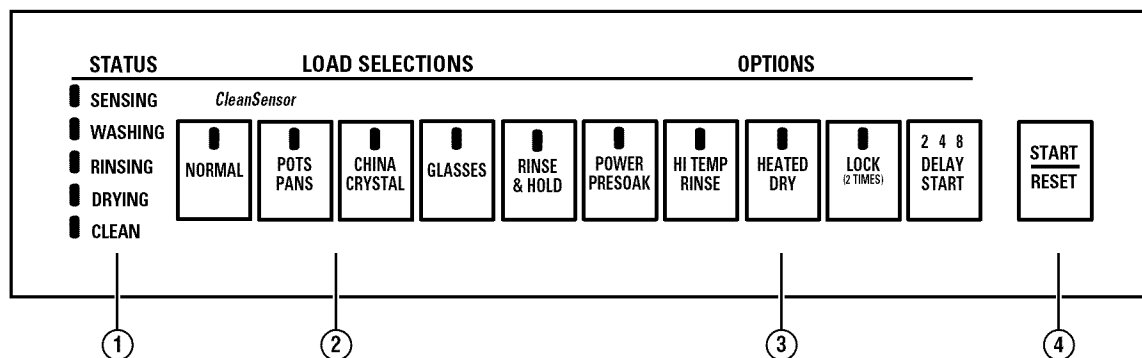 STATUS
LOAD SELECTIONS
OPTIONS
SENSING
WASHING
RINSING
DRYING
CLEAN
CleanSensor
NORMAL
POTS
PANS
CHINA
CRYSTAL
GLASSES
RINSE
& HOLD
POWER
PRESOAK
HI TEMP
RINSE
HEATED
DRY
LOCK
(2 TIMES)
2 4 8
DELAY
START
START
RESET
1
2
3
4